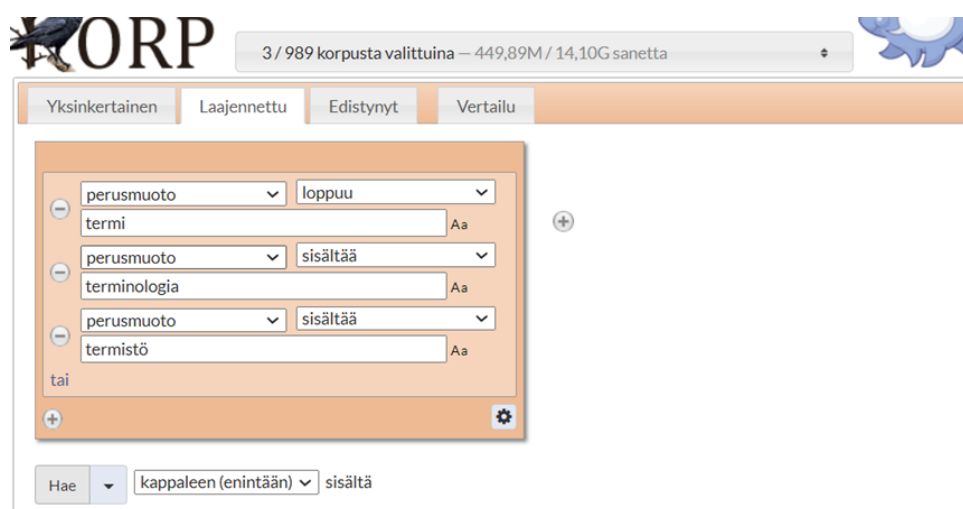 KORP
3 / 989 korpusta valittuina — 449,89M / 14,10G sanetta
Yksinkertainen Laajennettu Edistynyt Vertailu
perusmuoto loppuu
termi Aa
perusmuoto sisältää
terminologia Aa
perusmuoto sisältää
termistö Aa
tai
Hae kappaleen (enintään) sisältä